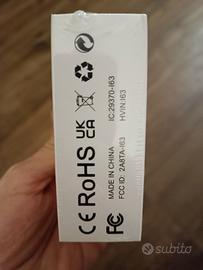 CE RoHS UK CA
FC
MADE IN CHINA
FCC ID: 2A8TA-I63
IC:29370-I63
HVIN:I63
subito